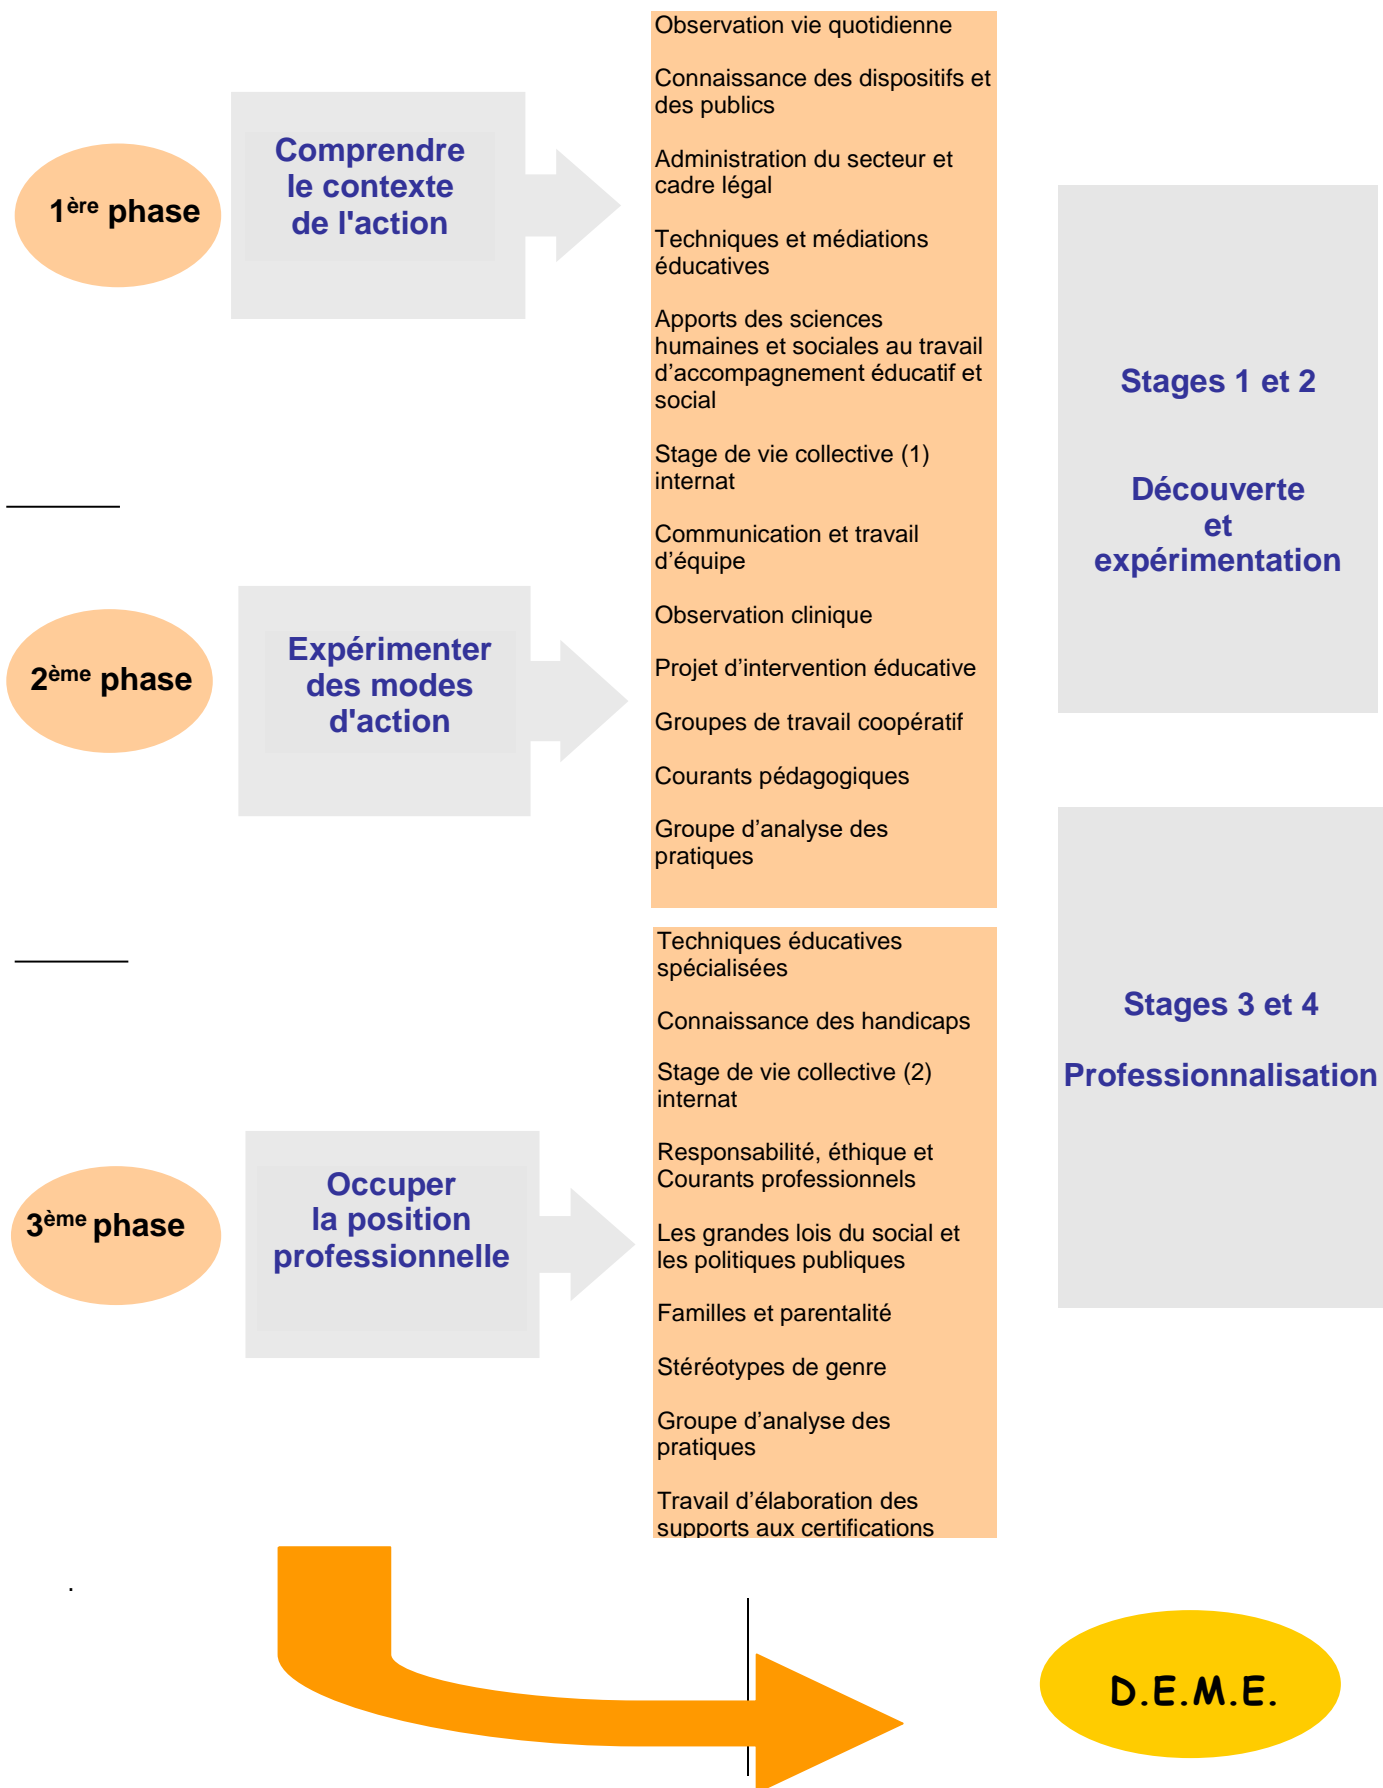 1ère phase
Comprendre
le contexte
de l'action
Observation vie quotidienne
Connaissance des dispositifs et
des publics
Administration du secteur et
cadre légal
Techniques et médiations
éducatives
Apports des sciences
humaines et sociales au travail
d’accompagnement éducatif et
social
Stage de vie collective (1)
internat
Communication et travail
d’équipe
Observation clinique
Projet d’intervention éducative
Groupes de travail coopératif
Courants pédagogiques
Groupe d’analyse des
pratiques
Stages 1 et 2
Découverte
et
expérimentation
2ème phase
Expérimenter
des modes
d'action
3ème phase
Occuper
la position
professionnelle
Techniques éducatives
spécialisées
Connaissance des handicaps
Stage de vie collective (2)
internat
Responsabilité, éthique et
Courants professionnels
Les grandes lois du social et
les politiques publiques
Familles et parentalité
Stéréotypes de genre
Groupe d’analyse des
pratiques
Travail d’élaboration des
supports aux certifications
Stages 3 et 4
Professionnalisation
.
D.E.M.E.